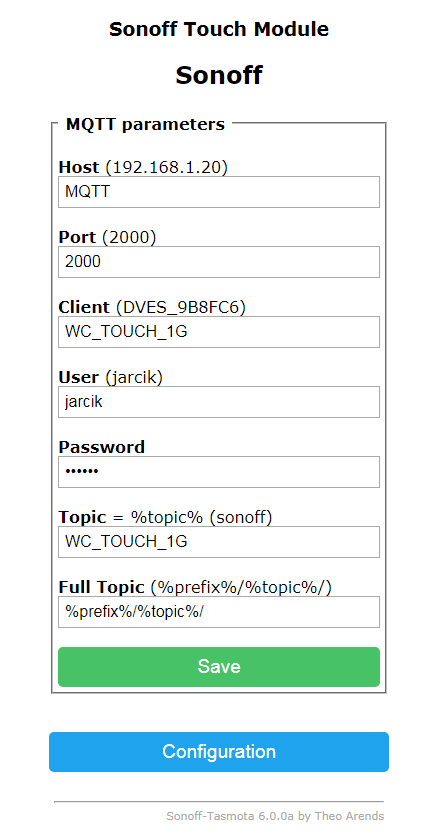 Sonoff Touch Module
Sonoff
MQTT parameters
Host (192.168.1.20)
MQTT
Port (2000)
2000
Client (DVES_9B8FC6)
WC_TOUCH_1G
User (jarcik)
jarcik
Password
••••••
Topic = %topic% (sonoff)
WC_TOUCH_1G
Full Topic (%prefix%/%topic%/)
%prefix%/%topic%/
Save
Configuration
Sonoff-Tasmota 6.0.0a by Theo Arends